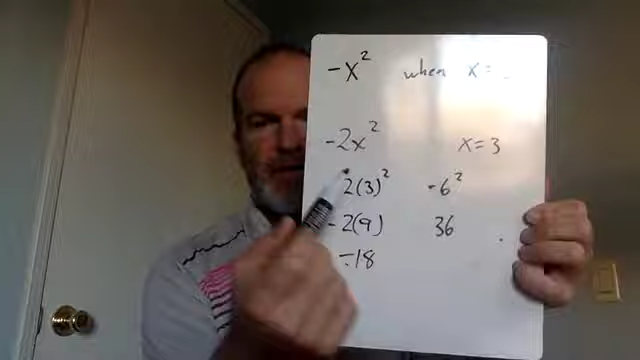 -x² when x =
-2x² x = 3
2(3)² -6²
-2(9) 36
-18